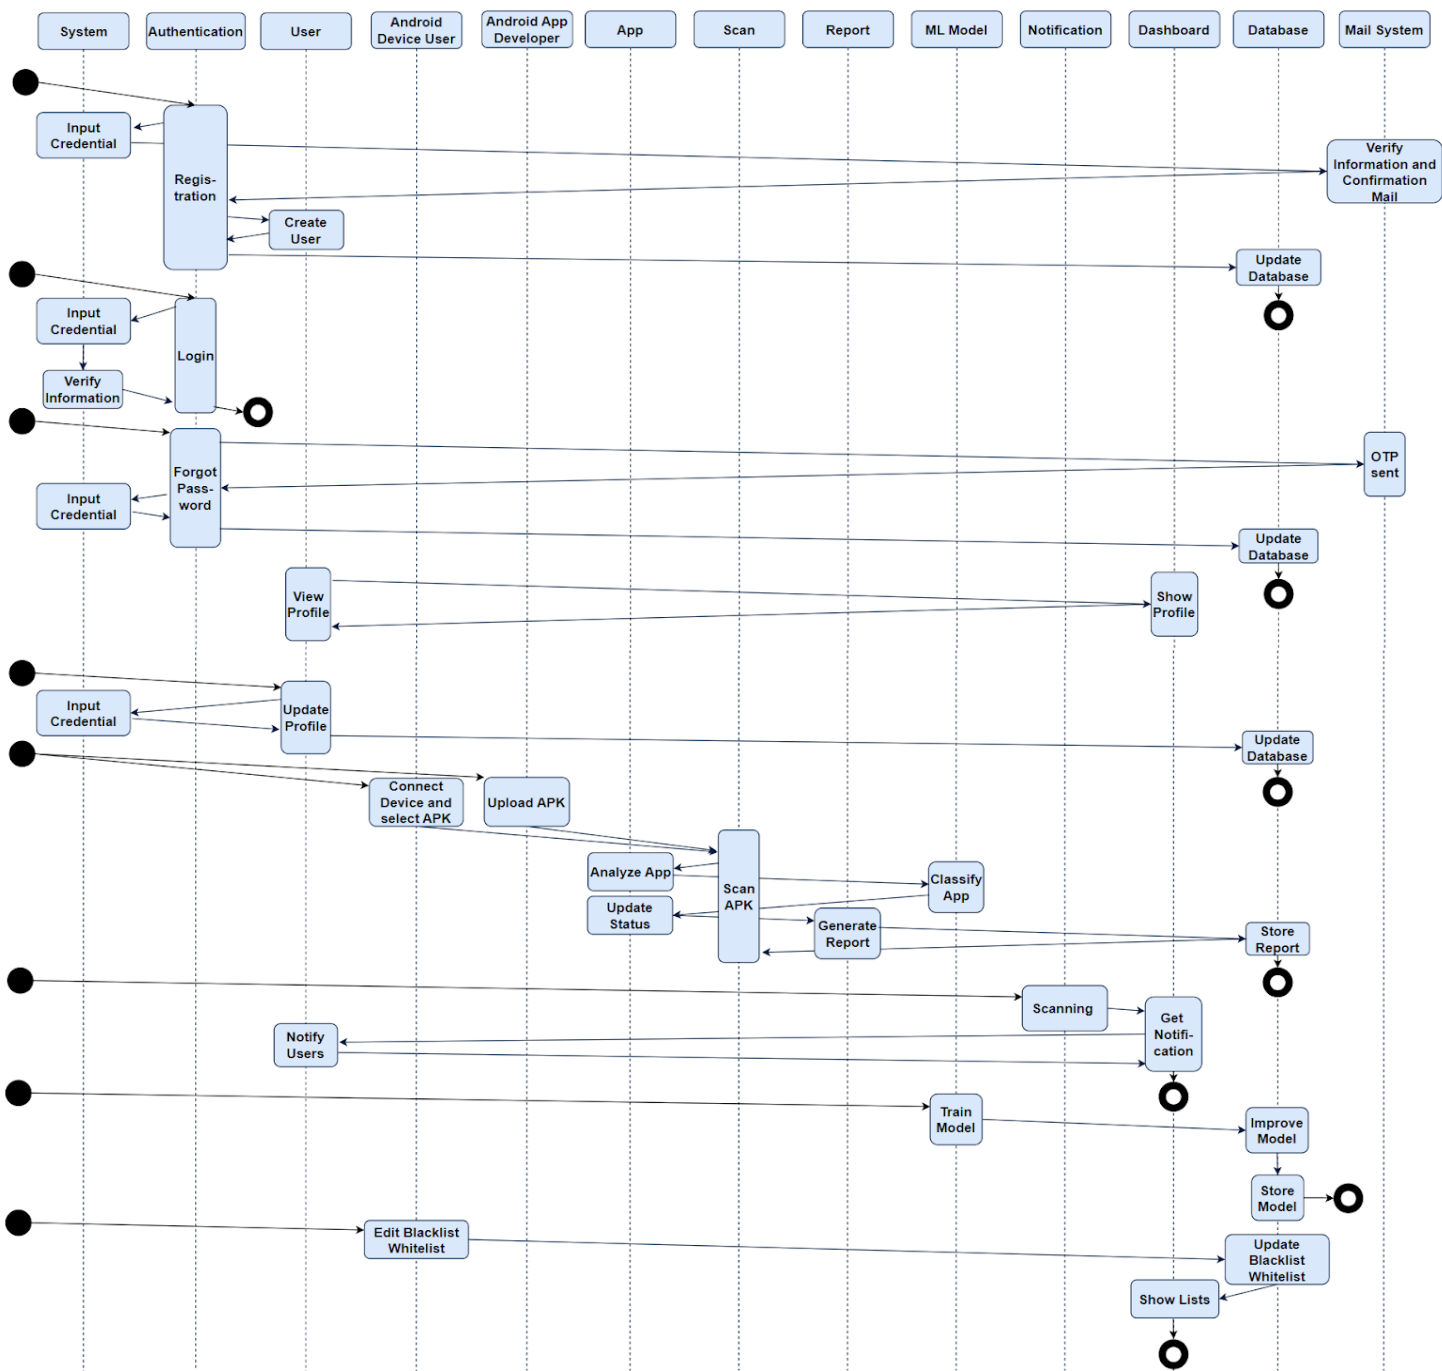 System
Authentication
User
Android
Device User
Android App
Developer
App
Scan
Report
ML Model
Notification
Dashboard
Database
Mail System
Input
Credential
Regis-
tration
Verify
Information and
Confirmation
Mail
Create
User
Update
Database
Input
Credential
Login
Verify
Information
Forgot
Pass-
word
OTP
sent
Input
Credential
Update
Database
View
Profile
Show
Profile
Input
Credential
Update
Profile
Update
Database
Connect
Device and
select APK
Upload APK
Scan
APK
Analyze App
Classify
App
Update
Status
Generate
Report
Store
Report
Scanning
Get
Notifi-
cation
Notify
Users
Train
Model
Improve
Model
Store
Model
Edit Blacklist
Whitelist
Update
Blacklist
Whitelist
Show Lists